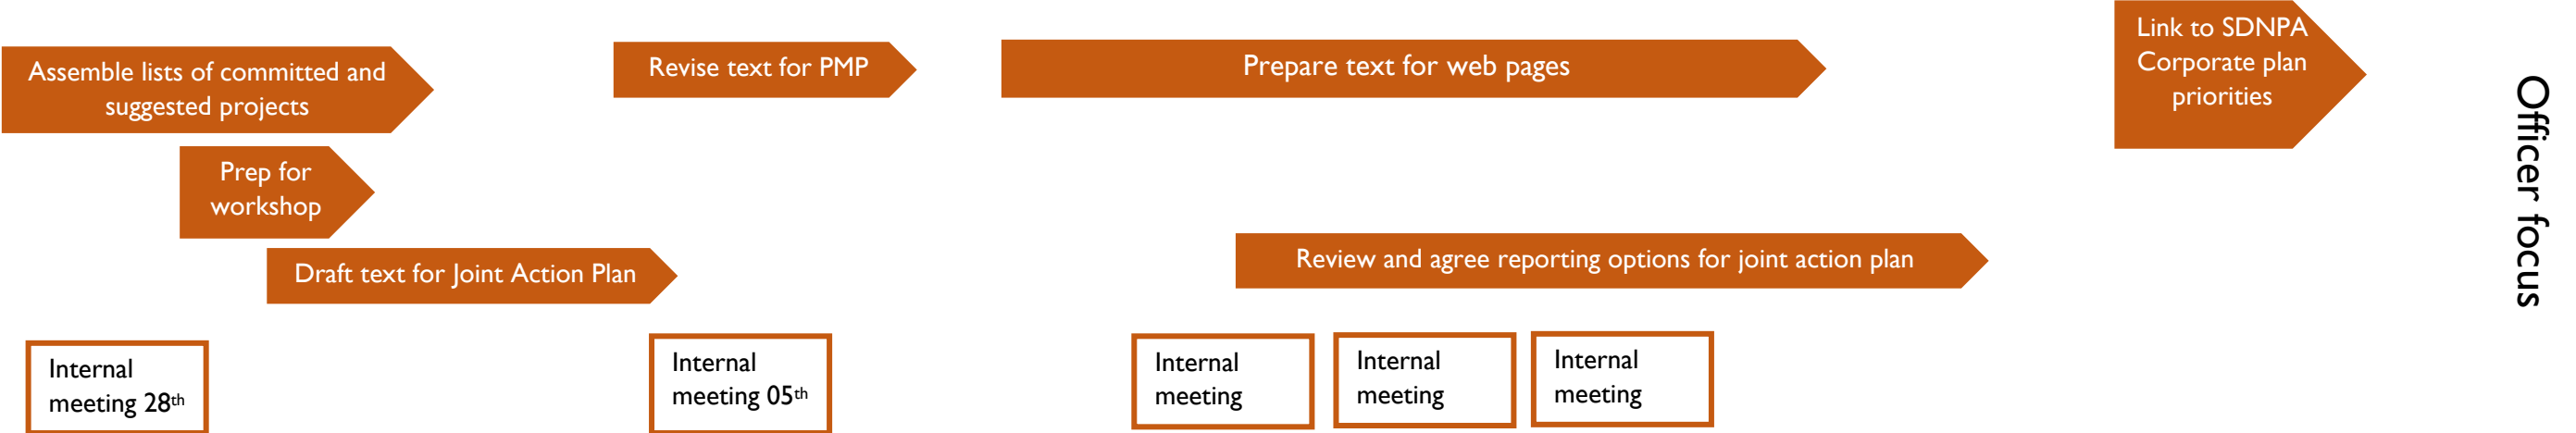 Assemble lists of committed and
suggested projects
Revise text for PMP
Prepare text for web pages
Link to SDNPA
Corporate plan
priorities
Prep for
workshop
Draft text for Joint Action Plan
Review and agree reporting options for joint action plan
Internal
meeting 28th
Internal
meeting 05th
Internal
meeting
Internal
meeting
Internal
meeting
Officer focus